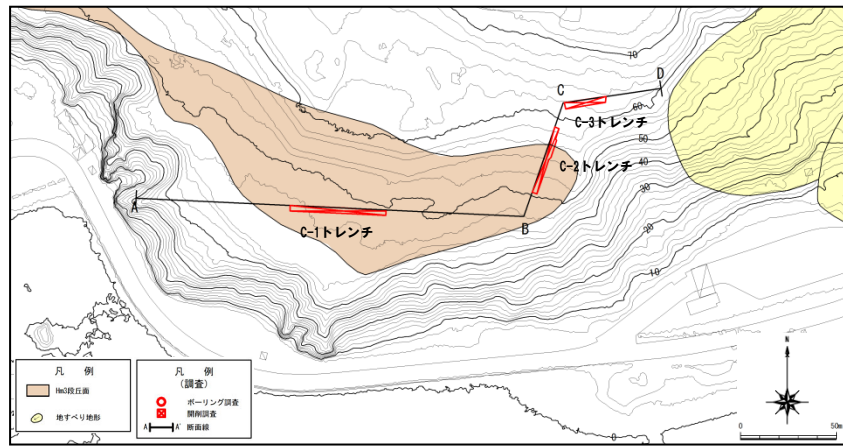 70
D
C
60
C-3トレンチ
50
C-2トレンチ
40
30
A
B
C-1トレンチ
20
10
凡 例
Hm3段丘面
地すべり地形
凡 例
(調査)
ボーリング調査
開削調査
A A' 断面線
N
0 50m